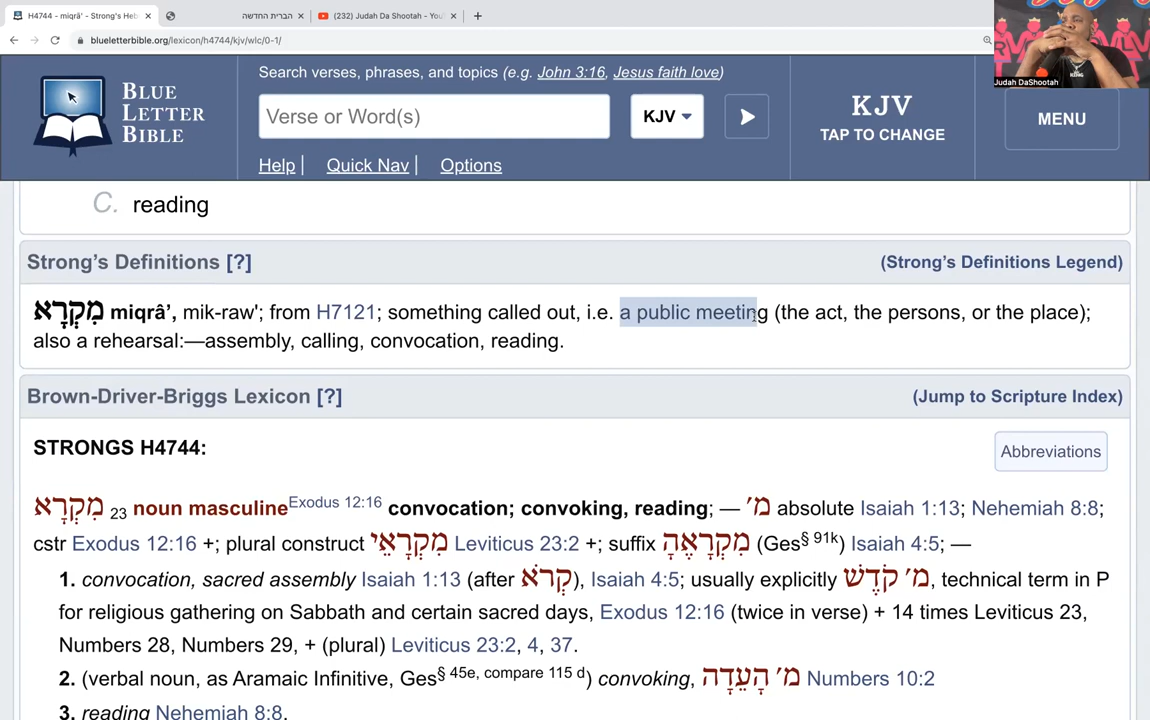 H4744 - miqrâ' - Strong's Heb
הברית החדשה
(232) Judah Da Shootah - You
blueletterbible.org/lexicon/h4744/kjv/wlc/0-1/
Judah DaShootah
BLUE
LETTER
BIBLE
Search verses, phrases, and topics (e.g. John 3:16, Jesus faith love)
Verse or Word(s)
KJV
KJV
TAP TO CHANGE
MENU
Help | Quick Nav | Options
C. reading
Strong's Definitions [?]
(Strong's Definitions Legend)
מִקְרָא miqrâʼ, mik-raw'; from H7121; something called out, i.e. a public meeting (the act, the persons, or the place);
also a rehearsal:—assembly, calling, convocation, reading.
Brown-Driver-Briggs Lexicon [?]
(Jump to Scripture Index)
STRONGS H4744:
Abbreviations
מִקְרָא 23 noun masculine Exodus 12:16 convocation; convoking, reading; — מ׳ absolute Isaiah 1:13; Nehemiah 8:8;
cstr Exodus 12:16 +; plural construct מִקְרָאֵי Leviticus 23:2 +; suffix מִקְרָאֶהָ (Ges§ 91k) Isaiah 4:5; —
1. convocation, sacred assembly Isaiah 1:13 (after קְרֹא), Isaiah 4:5; usually explicitly מ׳ קֹדֶשׁ, technical term in P
for religious gathering on Sabbath and certain sacred days, Exodus 12:16 (twice in verse) + 14 times Leviticus 23,
Numbers 28, Numbers 29, + (plural) Leviticus 23:2, 4, 37.
2. (verbal noun, as Aramaic Infinitive, Ges§ 45e, compare 115 d) convoking, מ׳ הָעֵדָה Numbers 10:2
3. reading Nehemiah 8:8.